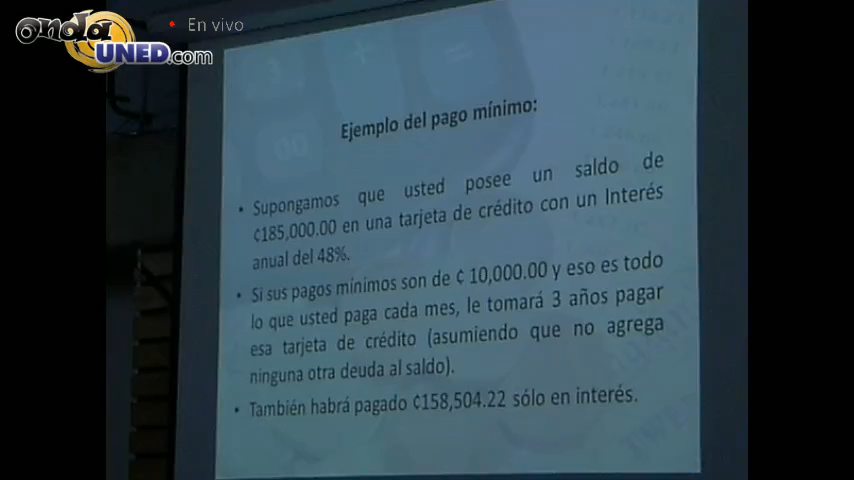 onda
UNED.com
En vivo
Ejemplo del pago mínimo:
• Supongamos que usted posee un saldo de
¢185,000.00 en una tarjeta de crédito con un Interés
anual del 48%.
• Si sus pagos mínimos son de ¢ 10,000.00 y eso es todo
lo que usted paga cada mes, le tomará 3 años pagar
esa tarjeta de crédito (asumiendo que no agrega
ninguna otra deuda al saldo).
• También habrá pagado ¢158,504.22 sólo en interés.